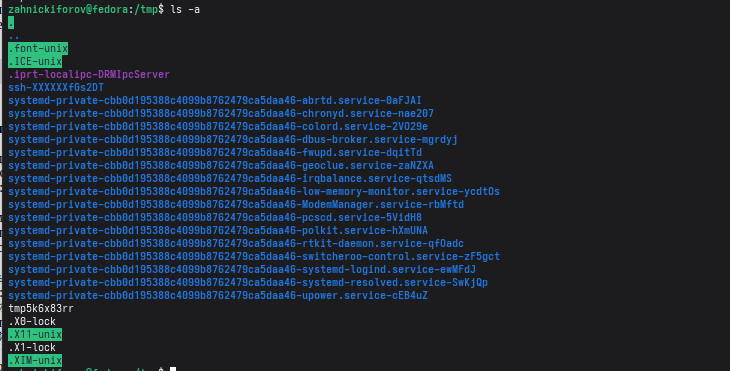 zahnickiforov@fedora:/tmp$ ls -a
.
..
.font-unix
.ICE-unix
.iprt-localipc-DRMIpcServer
ssh-XXXXXXfGs2DT
systemd-private-cbb0d195388c4099b8762479ca5daa46-abrtd.service-0aFJAI
systemd-private-cbb0d195388c4099b8762479ca5daa46-chronyd.service-nae207
systemd-private-cbb0d195388c4099b8762479ca5daa46-colord.service-2VO29e
systemd-private-cbb0d195388c4099b8762479ca5daa46-dbus-broker.service-mgrdyj
systemd-private-cbb0d195388c4099b8762479ca5daa46-fwupd.service-dqitTd
systemd-private-cbb0d195388c4099b8762479ca5daa46-geoclue.service-zaNZXA
systemd-private-cbb0d195388c4099b8762479ca5daa46-irqbalance.service-qtsdMS
systemd-private-cbb0d195388c4099b8762479ca5daa46-low-memory-monitor.service-ycdtOs
systemd-private-cbb0d195388c4099b8762479ca5daa46-ModemManager.service-rbMftd
systemd-private-cbb0d195388c4099b8762479ca5daa46-pcscd.service-5VidH8
systemd-private-cbb0d195388c4099b8762479ca5daa46-polkit.service-hXmUNA
systemd-private-cbb0d195388c4099b8762479ca5daa46-rtkit-daemon.service-qfOadc
systemd-private-cbb0d195388c4099b8762479ca5daa46-switcheroo-control.service-zF5gct
systemd-private-cbb0d195388c4099b8762479ca5daa46-systemd-logind.service-ewMFdJ
systemd-private-cbb0d195388c4099b8762479ca5daa46-systemd-resolved.service-SwKjQp
systemd-private-cbb0d195388c4099b8762479ca5daa46-upower.service-cEB4uZ
tmp5k6x83rr
.X0-lock
.X11-unix
.X1-lock
.XIM-unix